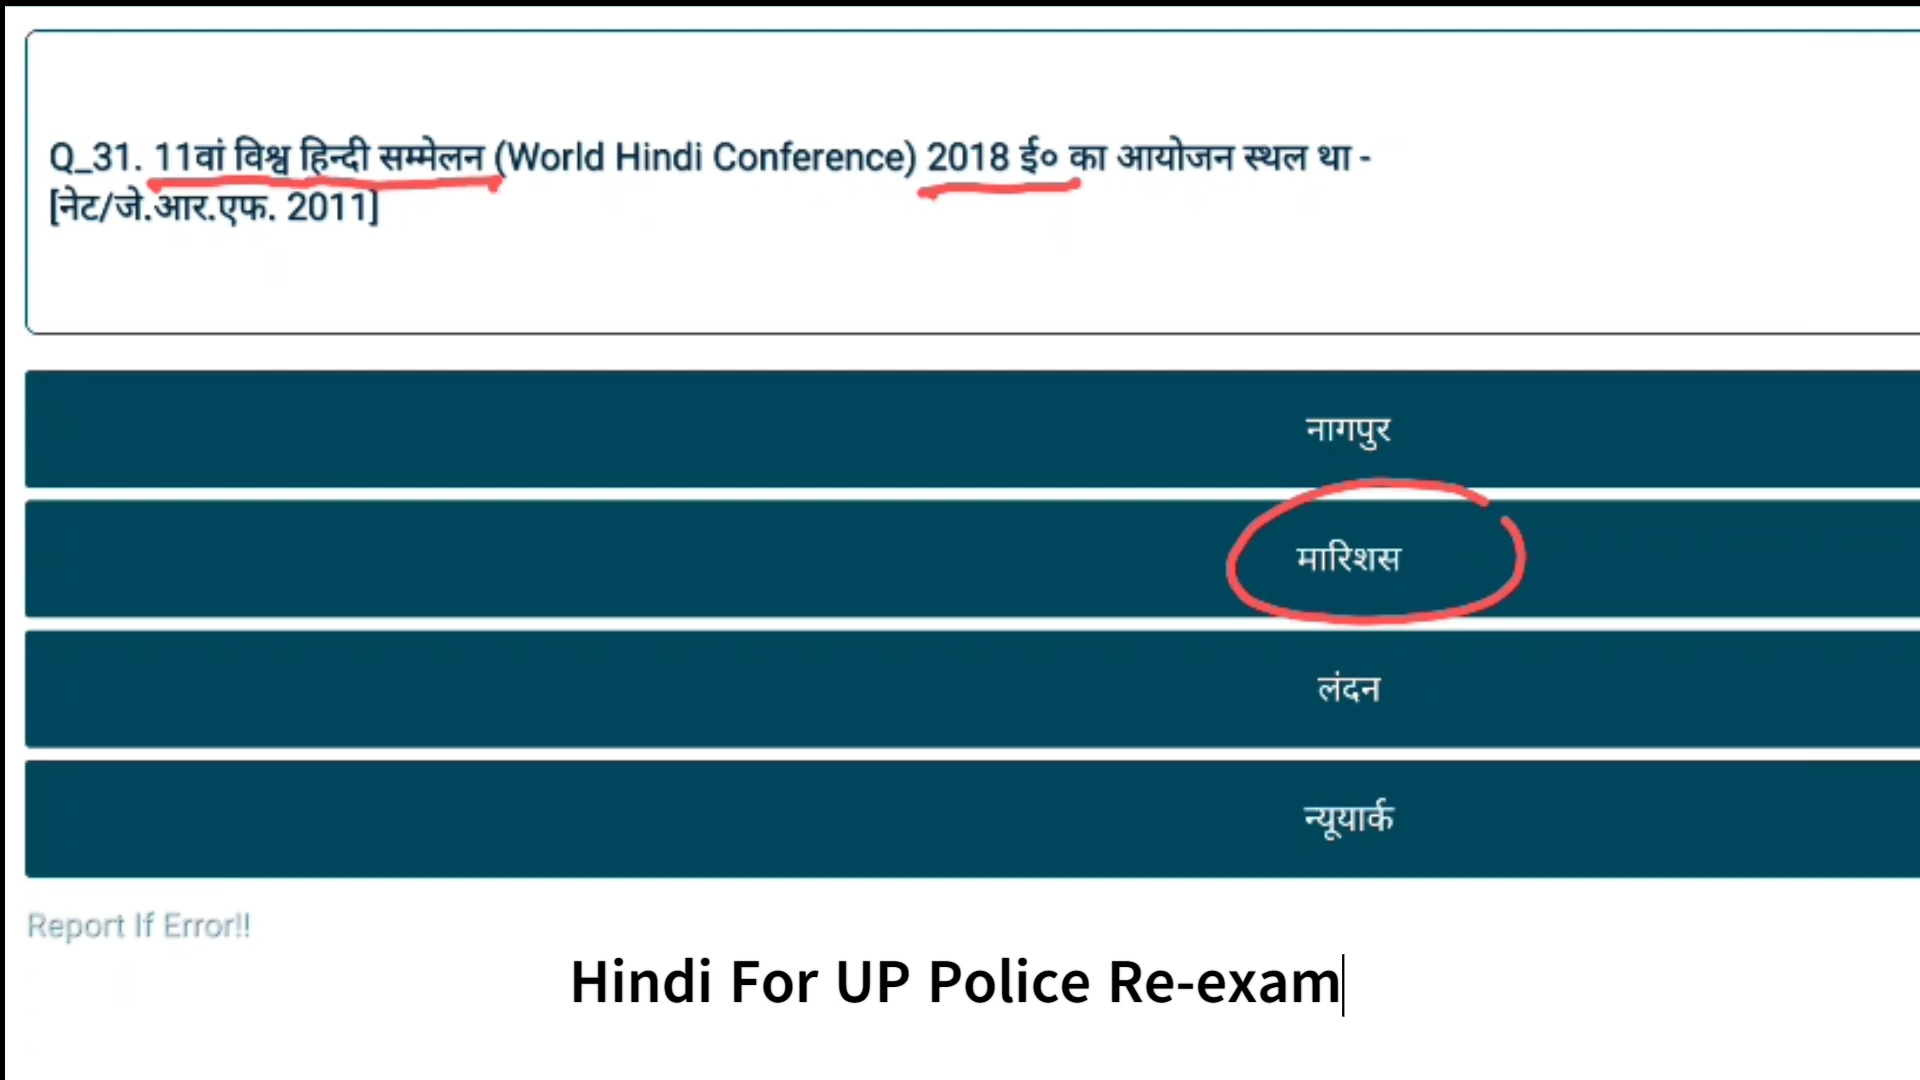 Q_31. 11वां विश्व हिन्दी सम्मेलन (World Hindi Conference) 2018 ई० का आयोजन स्थल था -
[नेट/जे.आर.एफ. 2011]
नागपुर
मारिशस
लंदन
न्यूयार्क
Report If Error!!
Hindi For UP Police Re-exam